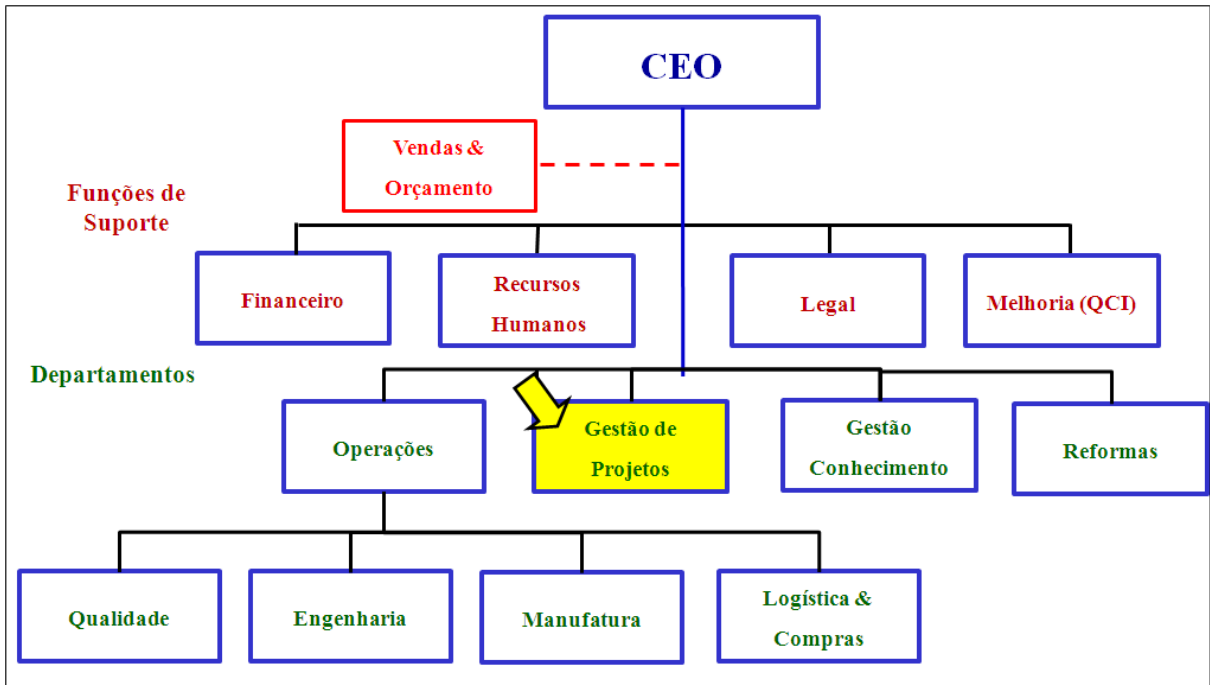 CEO
Vendas &
Orçamento
Funções de
Suporte
Financeiro
Recursos
Humanos
Legal
Melhoria (QCI)
Departamentos
Operações
Gestão de
Projetos
Gestão
Conhecimento
Reformas
Qualidade
Engenharia
Manufatura
Logística &
Compras